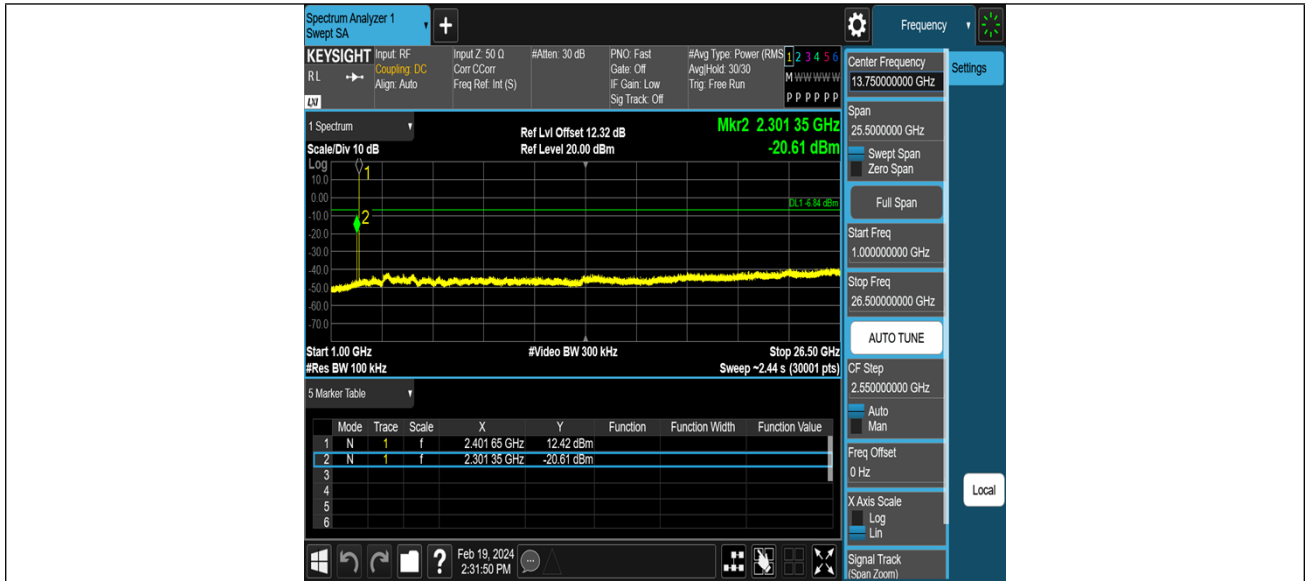 Spectrum Analyzer 1
Swept SA
+
Frequency
KEYSIGHT
RL
LXI
Input: RF
Coupling: DC
Align: Auto
Input Z: 50 Ω
Corr CCorr
Freq Ref: Int (S)
#Atten: 30 dB
PNO: Fast
Gate: Off
IF Gain: Low
Sig Track: Off
#Avg Type: Power (RMS
Avg|Hold: 30/30
Trig: Free Run
1 2 3 4 5 6
M W W W W W
P P P P P P
1 Spectrum
Scale/Div 10 dB
Ref Lvl Offset 12.32 dB
Ref Level 20.00 dBm
Mkr2 2.301 35 GHz
-20.61 dBm
Log
10.0
0.00
-10.0
-20.0
-30.0
-40.0
-50.0
-60.0
-70.0
1
2
DL1 -6.84 dBm
Start 1.00 GHz
#Video BW 300 kHz
Stop 26.50 GHz
#Res BW 100 kHz
Sweep ~2.44 s (30001 pts)
5 Marker Table
Mode Trace Scale X Y Function Function Width Function Value
1 N 1 f 2.401 65 GHz 12.42 dBm
2 N 1 f 2.301 35 GHz -20.61 dBm
3
4
5
6
?
Feb 19, 2024
2:31:50 PM
Center Frequency
13.750000000 GHz
Span
25.5000000 GHz
Swept Span
Zero Span
Full Span
Start Freq
1.000000000 GHz
Stop Freq
26.500000000 GHz
AUTO TUNE
CF Step
2.550000000 GHz
Auto
Man
Freq Offset
0 Hz
X Axis Scale
Log
Lin
Signal Track
(Span Zoom)
Settings
Local